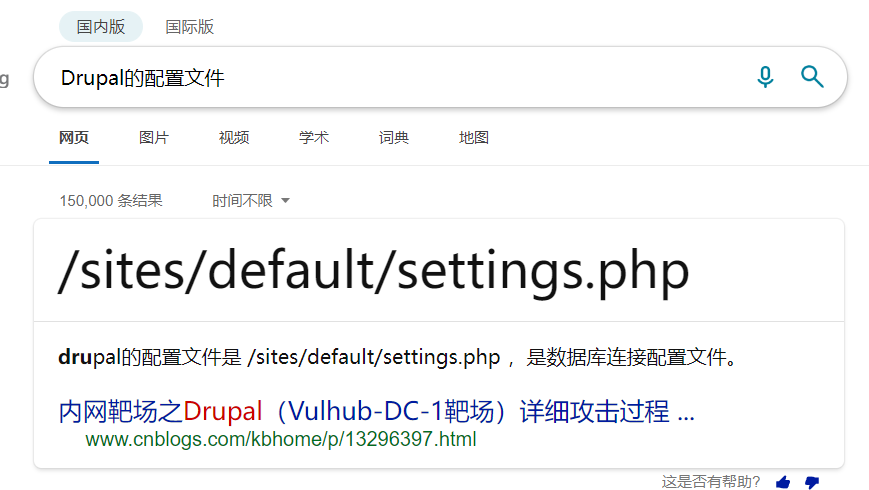 国内版 国际版
g
Drupal的配置文件
网页 图片 视频 学术 词典 地图
150,000 条结果 时间不限
/sites/default/settings.php
drupal的配置文件是 /sites/default/settings.php ，是数据库连接配置文件。
内网靶场之Drupal（Vulhub-DC-1靶场）详细攻击过程 ...
www.cnblogs.com/kbhome/p/13296397.html
这是否有帮助?